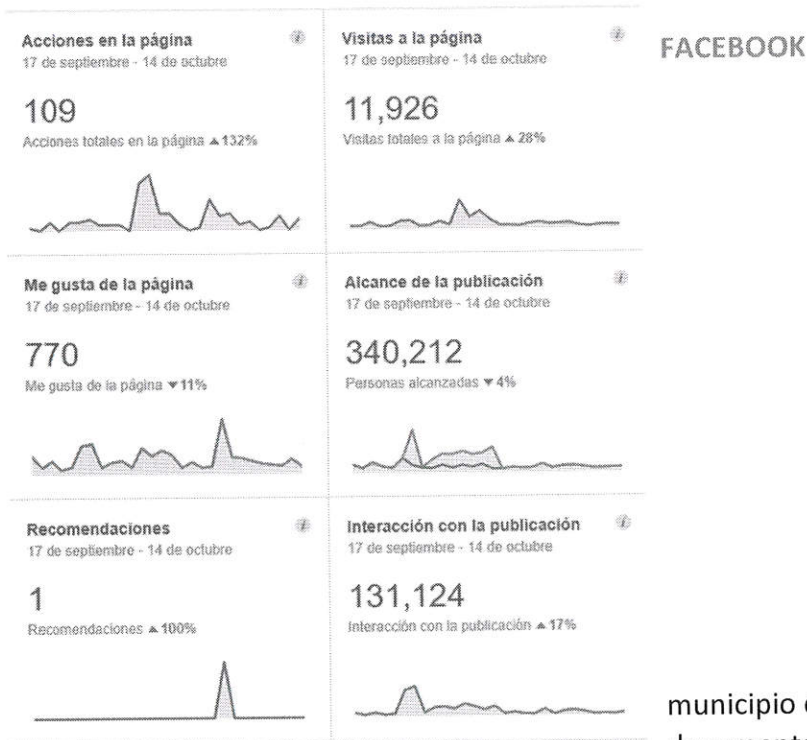 Acciones en la página
17 de septiembre - 14 de octubre
109
Acciones totales en la página ▲132%
Visitas a la página
17 de septiembre - 14 de octubre
11,926
Visitas totales a la página ▲ 28%
FACEBOOK
Me gusta de la página
17 de septiembre - 14 de octubre
770
Me gusta de la página ▼11%
Alcance de la publicación
17 de septiembre - 14 de octubre
340,212
Personas alcanzadas ▼ 4%
Recomendaciones
17 de septiembre - 14 de octubre
1
Recomendaciones ▲ 100%
Interacción con la publicación
17 de septiembre - 14 de octubre
131,124
Interacción con la publicación ▲ 17%
municipio